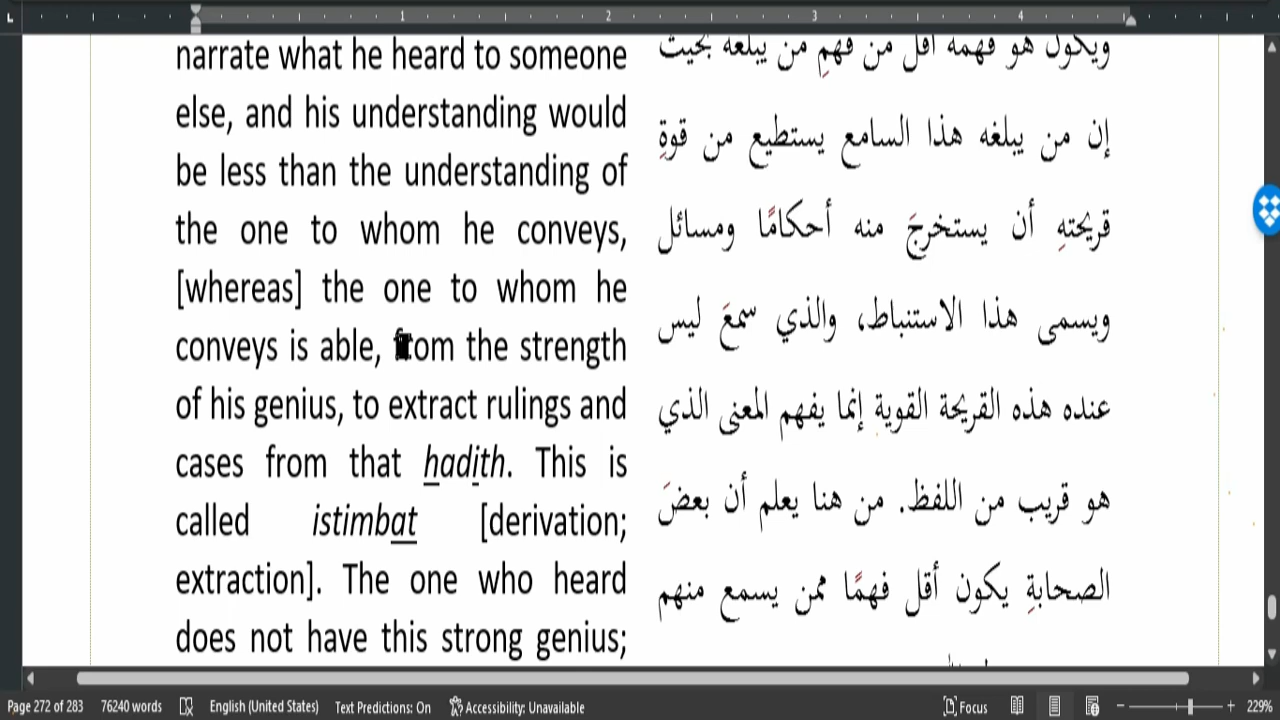 1 2 3 4
narrate what he heard to someone
else, and his understanding would
be less than the understanding of
the one to whom he conveys,
[whereas] the one to whom he
conveys is able, from the strength
of his genius, to extract rulings and
cases from that hadith. This is
called istimbat [derivation;
extraction]. The one who heard
does not have this strong genius;
ويكون هو فهمه أقل من فهمِ من يبلغه بحيث
إن من يبلغه هذا السامع يستطيع من قوةِ
قريحتهِ أن يستخرجَ منه أحكامًا ومسائل
ويسمى هذا الاستنباط، والذي سمعَ ليس
عنده هذه القريحة القوية إنما يفهم المعنى الذي
هو قريب من اللفظ. من هنا يعلم أن بعضَ
الصحابةِ يكون أقل فهمًا ممن يسمع منهم
Page 272 of 283 76240 words English (United States) Text Predictions: On Accessibility: Unavailable Focus 229%